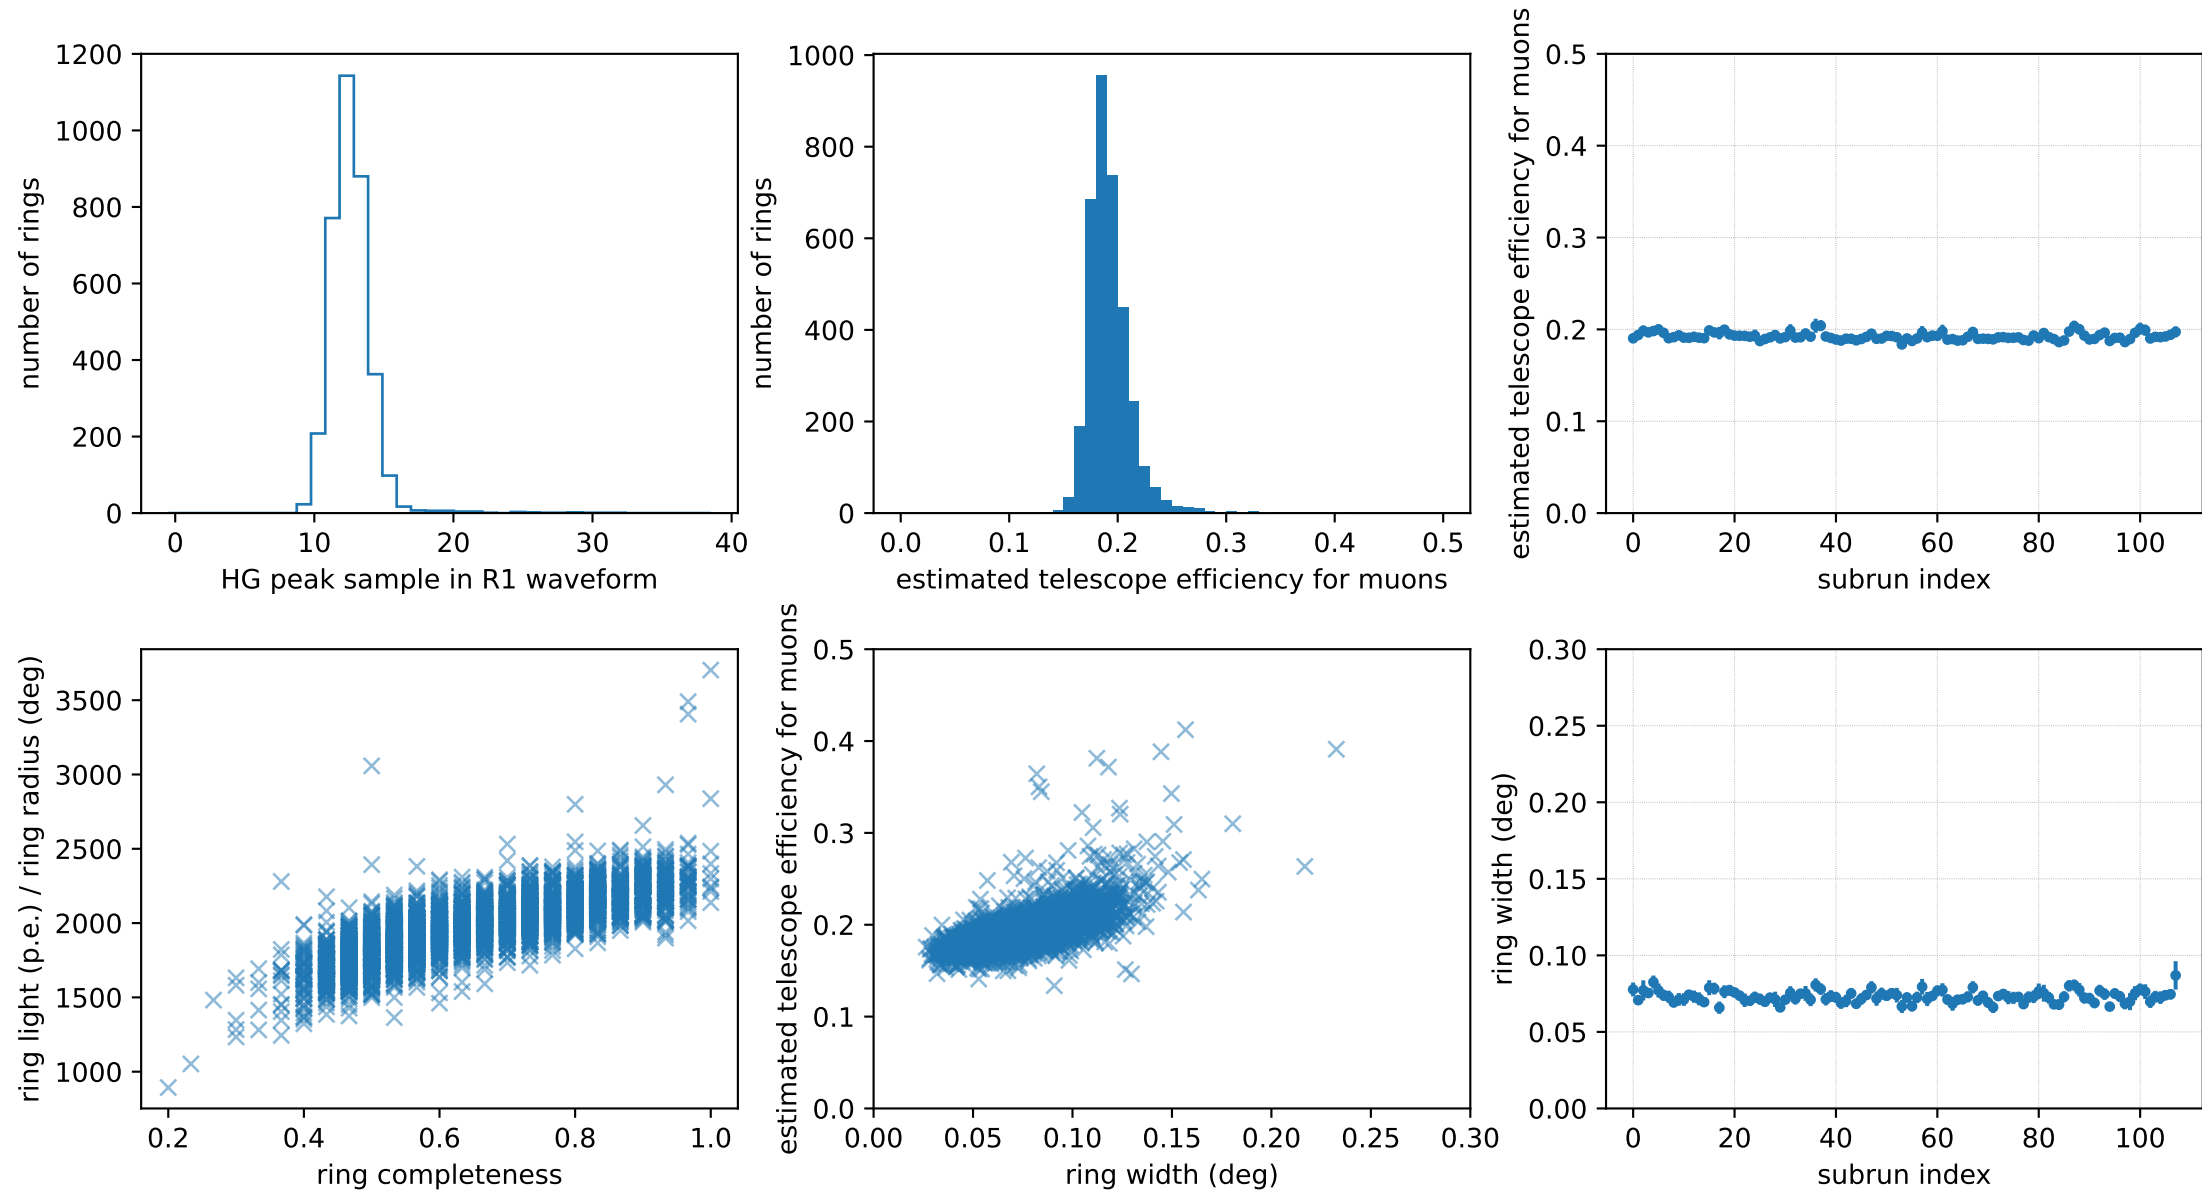 1200
1000
800
600
400
200
0
number of rings
0 10 20 30 40
HG peak sample in R1 waveform
1000
800
600
400
200
0
number of rings
0.0 0.1 0.2 0.3 0.4 0.5
estimated telescope efficiency for muons
0.5
0.4
0.3
0.2
0.1
0.0
estimated telescope efficiency for muons
0 20 40 60 80 100
subrun index
3500
3000
2500
2000
1500
1000
ring light (p.e.) / ring radius (deg)
0.2 0.4 0.6 0.8 1.0
ring completeness
0.5
0.4
0.3
0.2
0.1
0.0
estimated telescope efficiency for muons
0.00 0.05 0.10 0.15 0.20 0.25 0.30
ring width (deg)
0.30
0.25
0.20
0.15
0.10
0.05
0.00
ring width (deg)
0 20 40 60 80 100
subrun index